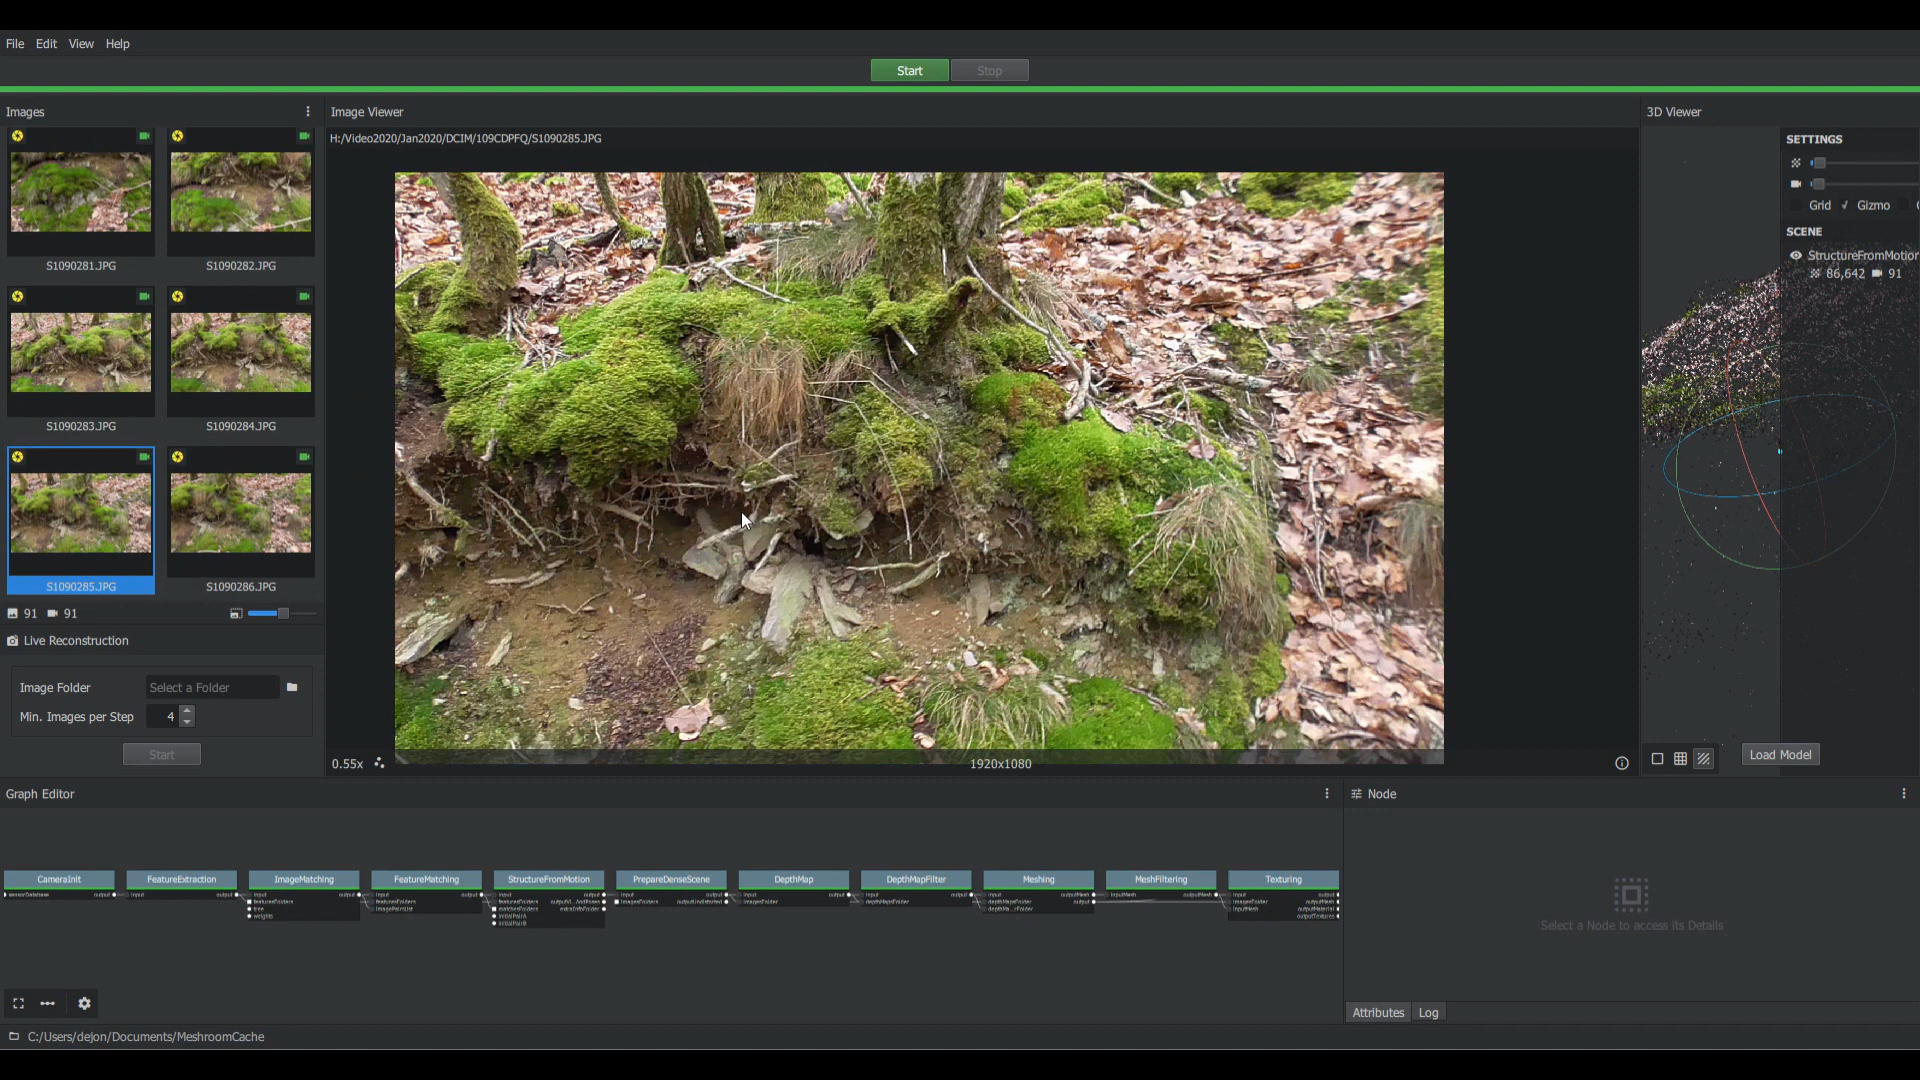 File Edit View Help
Start Stop
Images
Image Viewer
3D Viewer
H:/Video2020/Jan2020/DCIM/109CDPFQ/S1090285.JPG
SETTINGS
Grid Gizmo
SCENE
StructureFromMotion
86,642 91
S1090281.JPG S1090282.JPG
S1090283.JPG S1090284.JPG
S1090285.JPG S1090286.JPG
91 91
Live Reconstruction
Image Folder Select a Folder
Min. Images per Step 4
Start
0.55x 1920x1080
Load Model
Graph Editor
Node
CameraInit FeatureExtraction ImageMatching FeatureMatching StructureFromMotion PrepareDenseScene DepthMap DepthMapFilter Meshing MeshFiltering Texturing
Select a Node to access its Details
Attributes Log
C:/Users/dejon/Documents/MeshroomCache